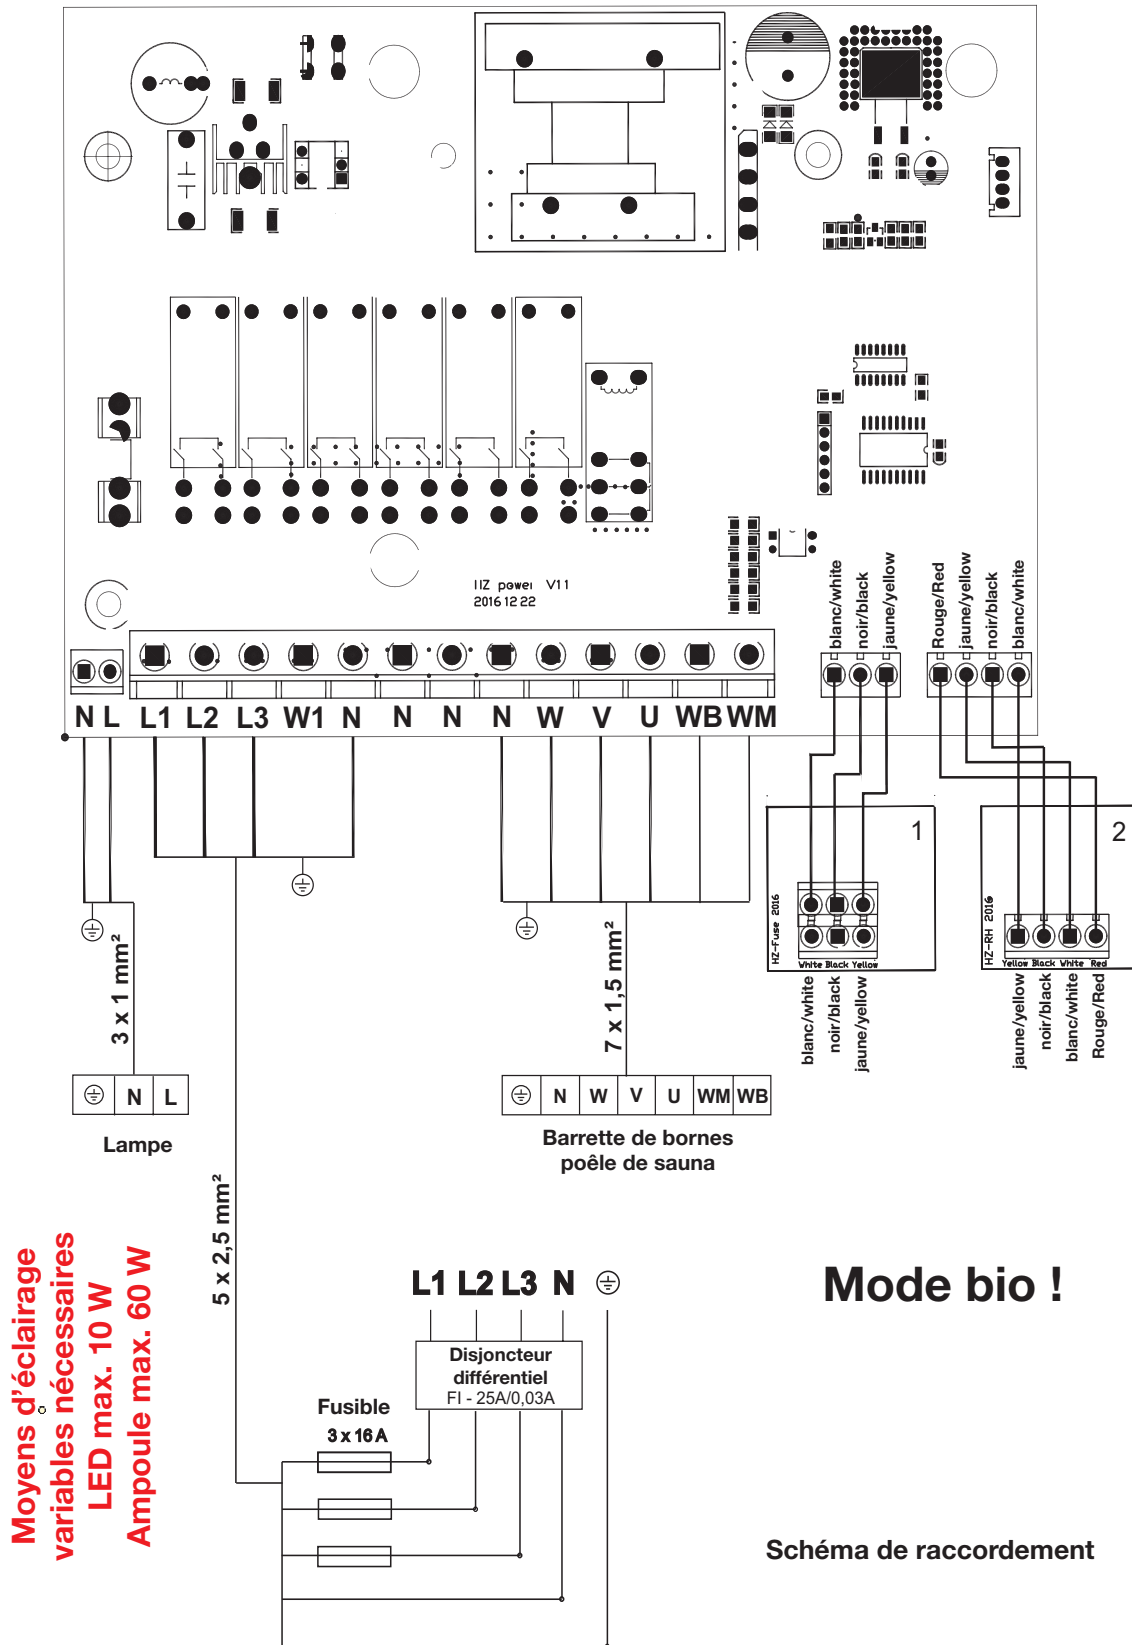 IIZ power V11
2016 12 22
blanc/white
noir/black
jaune/yellow
Rouge/Red
jaune/yellow
noir/black
blanc/white
N L L1 L2 L3 W1 N N N N W V U WB WM
HZ-Fuse 2016
1
White Black Yellow
blanc/white
noir/black
jaune/yellow
HZ-RH 2016
2
Yellow Black White Red
jaune/yellow
noir/black
blanc/white
Rouge/Red
3 x 1 mm²
7 x 1,5 mm²
N L
Lampe
N W V U WM WB
Barrette de bornes
poêle de sauna
5 x 2,5 mm²
Moyens d'éclairage
variables nécessaires
LED max. 10 W
Ampoule max. 60 W
L1 L2 L3 N
Disjoncteur
différentiel
FI - 25A/0,03A
Fusible
3 x 16 A
Mode bio !
Schéma de raccordement